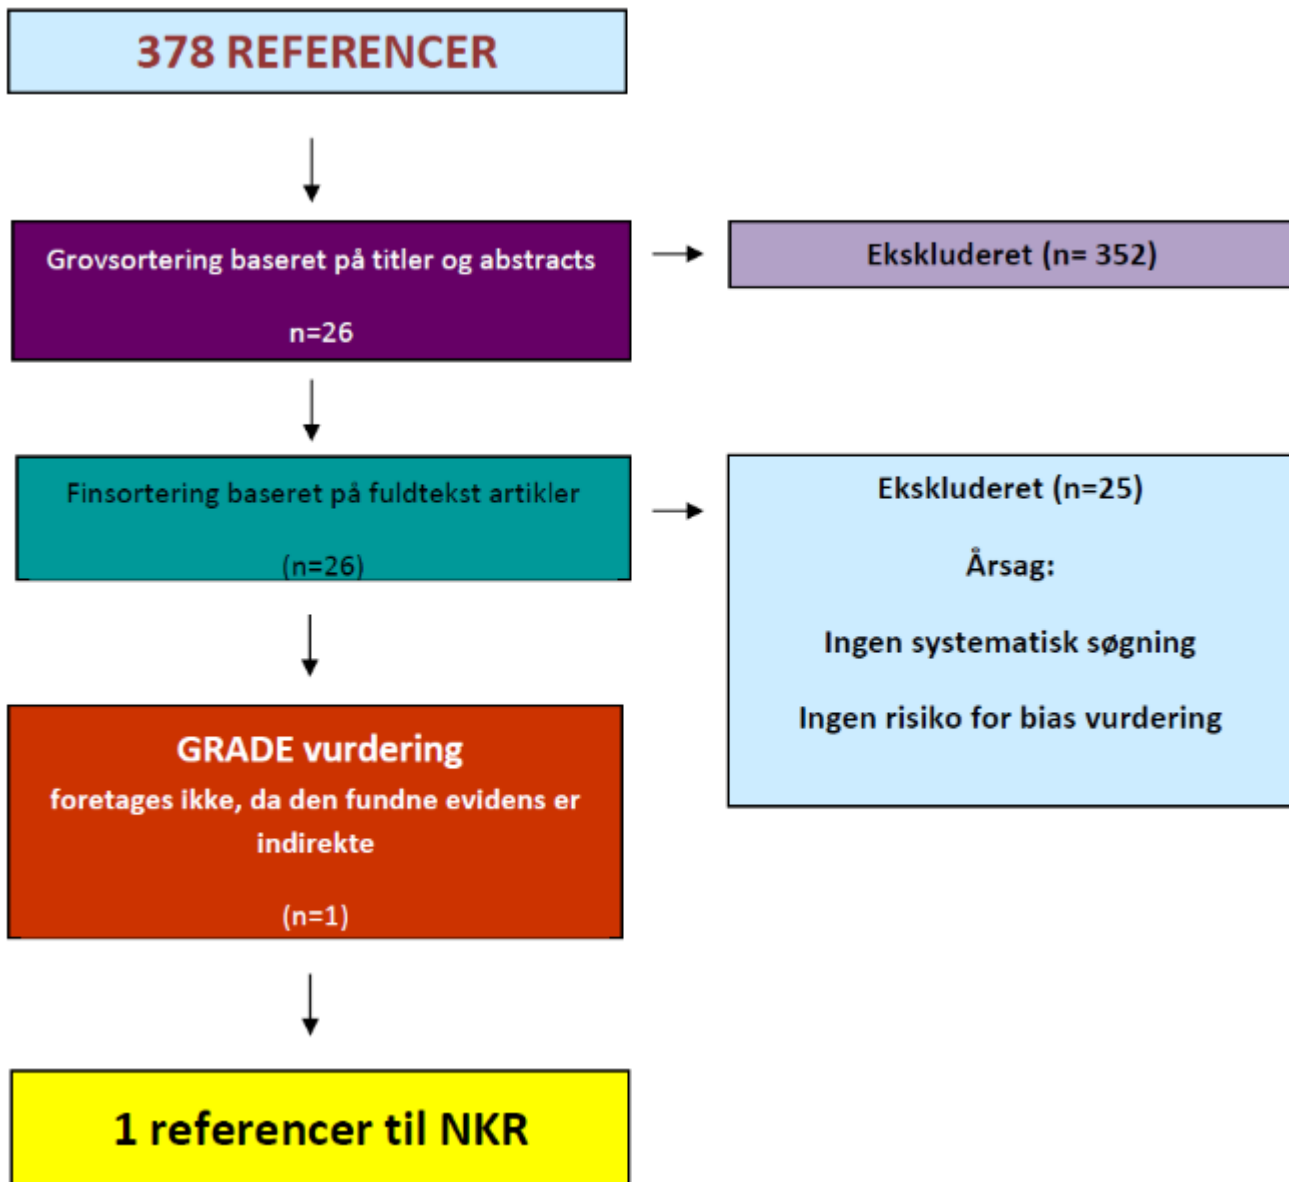 378 REFERENCER
Grovsortering baseret på titler og abstracts
n=26
Ekskluderet (n= 352)
Finsortering baseret på fuldtekst artikler
(n=26)
Ekskluderet (n=25)
Årsag:
Ingen systematisk søgning
Ingen risiko for bias vurdering
GRADE vurdering
foretages ikke, da den fundne evidens er
indirekte
(n=1)
1 referencer til NKR